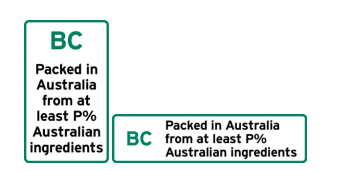 BC
Packed in
Australia
from at
least P%
Australian
ingredients
BC
Packed in Australia
from at least P%
Australian ingredients